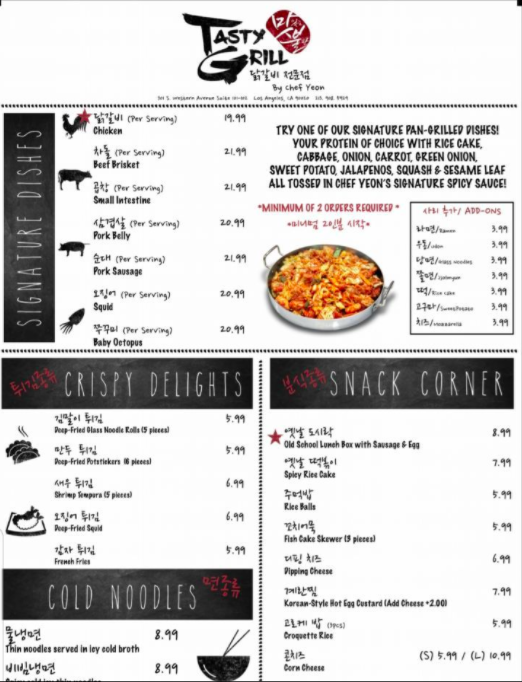 TASTY GRILL
마 불
닭갈비 전문점
By Chef Yeon
닭갈비 (Per Serving) 19.99
Chicken
차돌 (Per Serving) 21.99
Beef Brisket
곱창 (Per Serving) 21.99
Small Intestine
삼겹살 (Per Serving) 20.99
Pork Belly
순대 (Per Serving) 21.99
Pork Sausage
오징어 (Per Serving) 20.99
Squid
쭈꾸미 (Per Serving) 20.99
Baby Octopus
SIGNATURE DISHES
TRY ONE OF OUR SIGNATURE PAN-GRILLED DISHES!
YOUR PROTEIN OF CHOICE WITH RICE CAKE,
CABBAGE, ONION, CARROT, GREEN ONION,
SWEET POTATO, JALAPENOS, SQUASH & SESAME LEAF
ALL TOSSED IN CHEF YEON'S SIGNATURE SPICY SAUCE!
*MINIMUM OF 2 ORDERS REQUIRED *
*미니멈 2인분 시작*
사리 추가/ ADD-ONS
라면/Ramen 3.99
우동/Udon 3.99
당면/Glass Noodles 3.99
쫄면/Jjolmyun 3.99
떡/Rice Cake 3.99
고구마/Sweet Potato 3.99
치즈/Mozzarella 3.99
튀김종류 CRISPY DELIGHTS
김말이 튀김 5.99
Deep-Fried Glass Noodle Rolls (5 pieces)
만두 튀김 5.99
Deep-Fried Potstickers (6 pieces)
새우 튀김 6.99
Shrimp Tempura (5 pieces)
오징어 튀김 6.99
Deep-Fried Squid
감자 튀김 5.99
French Fries
COLD NOODLES 면종류
물냉면 8.99
Thin noodles served in icy cold broth
비빔냉면 8.99
분식종류 SNACK CORNER
옛날 도시락 8.99
Old School Lunch Box with Sausage & Egg
옛날 떡볶이 7.99
Spicy Rice Cake
주먹밥 5.99
Rice Balls
꼬치어묵 5.99
Fish Cake Skewer (3 pieces)
디핑 치즈 6.99
Dipping Cheese
계란찜 7.99
Korean-Style Hot Egg Custard (Add Cheese +2.00)
고로케 밥 (3pcs) 5.99
Croquette Rice
콘치즈 (S) 5.99 / (L) 10.99
Corn Cheese